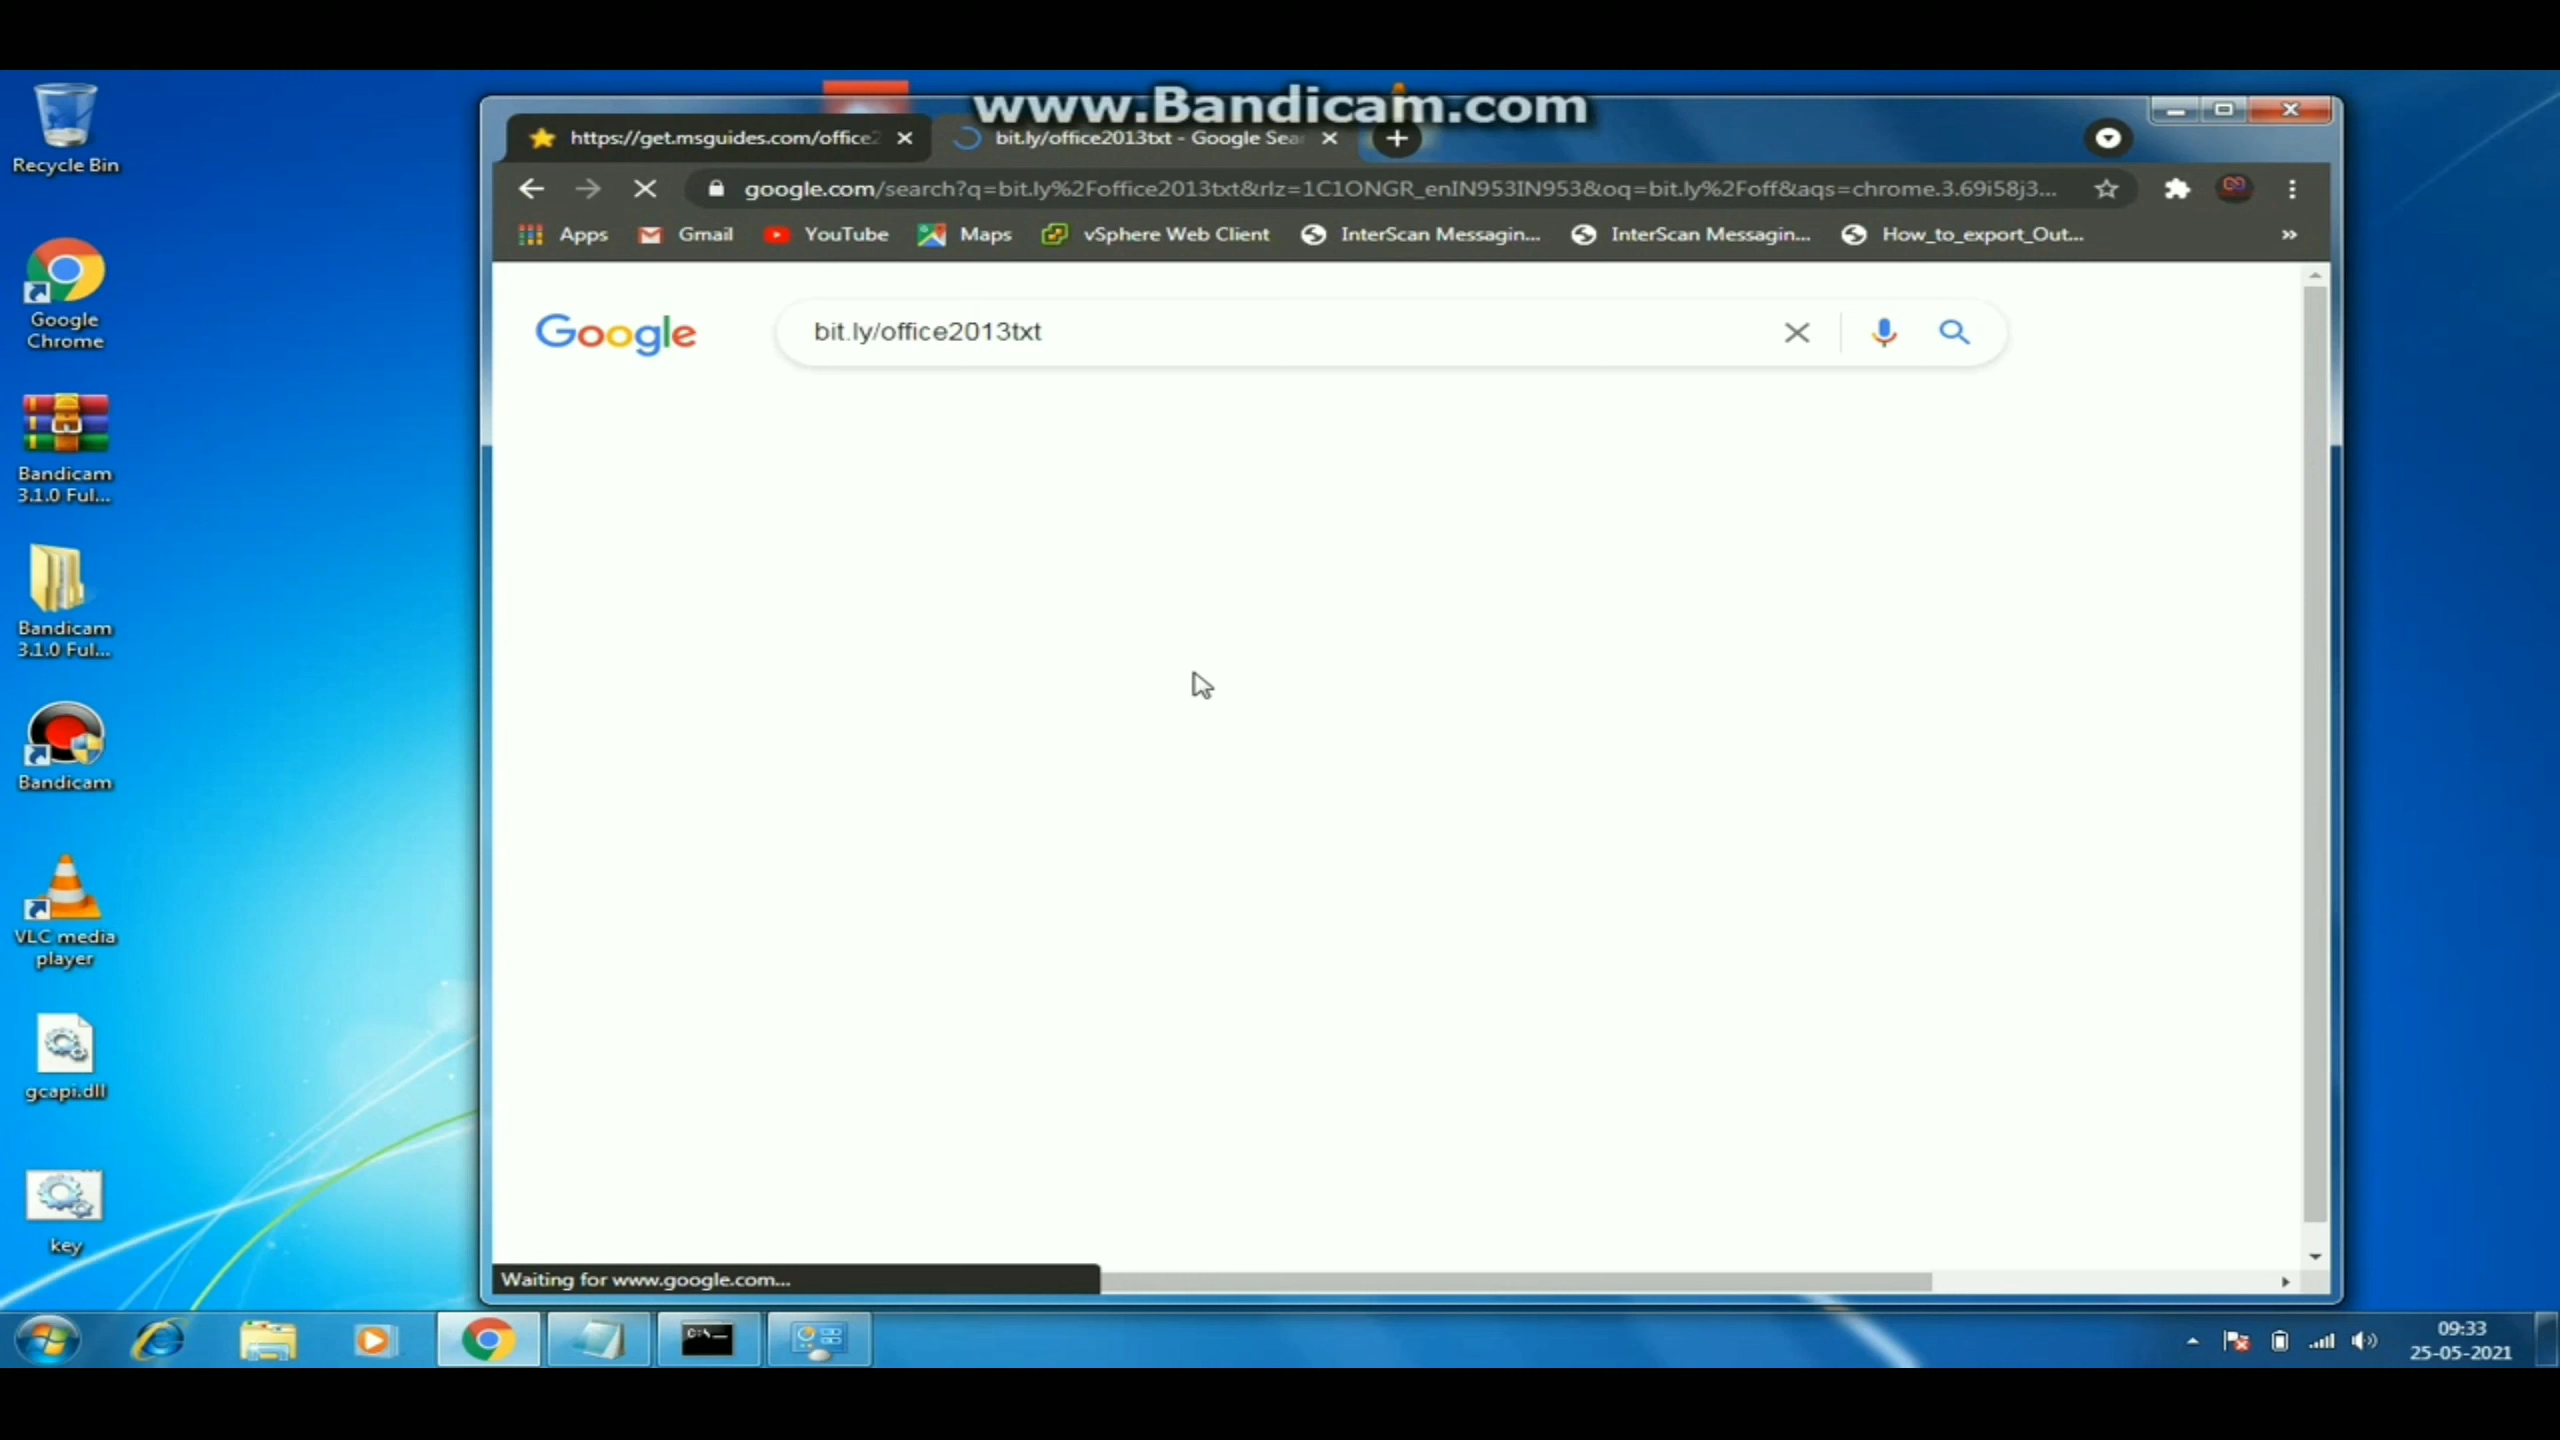 www.Bandicam.com
https://get.msguides.com/office2
bit.ly/office2013txt - Google Sear
google.com/search?q=bit.ly%2Foffice2013txt&rlz=1C1ONGR_enIN953IN953&oq=bit.ly%2Foff&aqs=chrome.3.69i58j3...
Apps
Gmail
YouTube
Maps
vSphere Web Client
InterScan Messagin...
InterScan Messagin...
How_to_export_Out...
»
Google
bit.ly/office2013txt
Recycle Bin
Google
Chrome
Bandicam
3.1.0 Ful...
Bandicam
3.1.0 Ful...
Bandicam
VLC media
player
gcapi.dll
key
Waiting for www.google.com...
C:\
09:33
25-05-2021